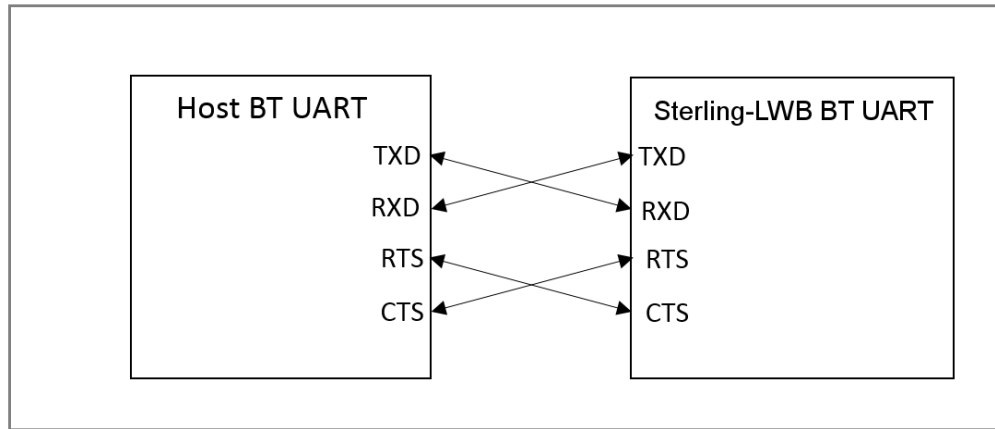 Host BT UART
TXD
RXD
RTS
CTS
Sterling-LWB BT UART
TXD
RXD
RTS
CTS